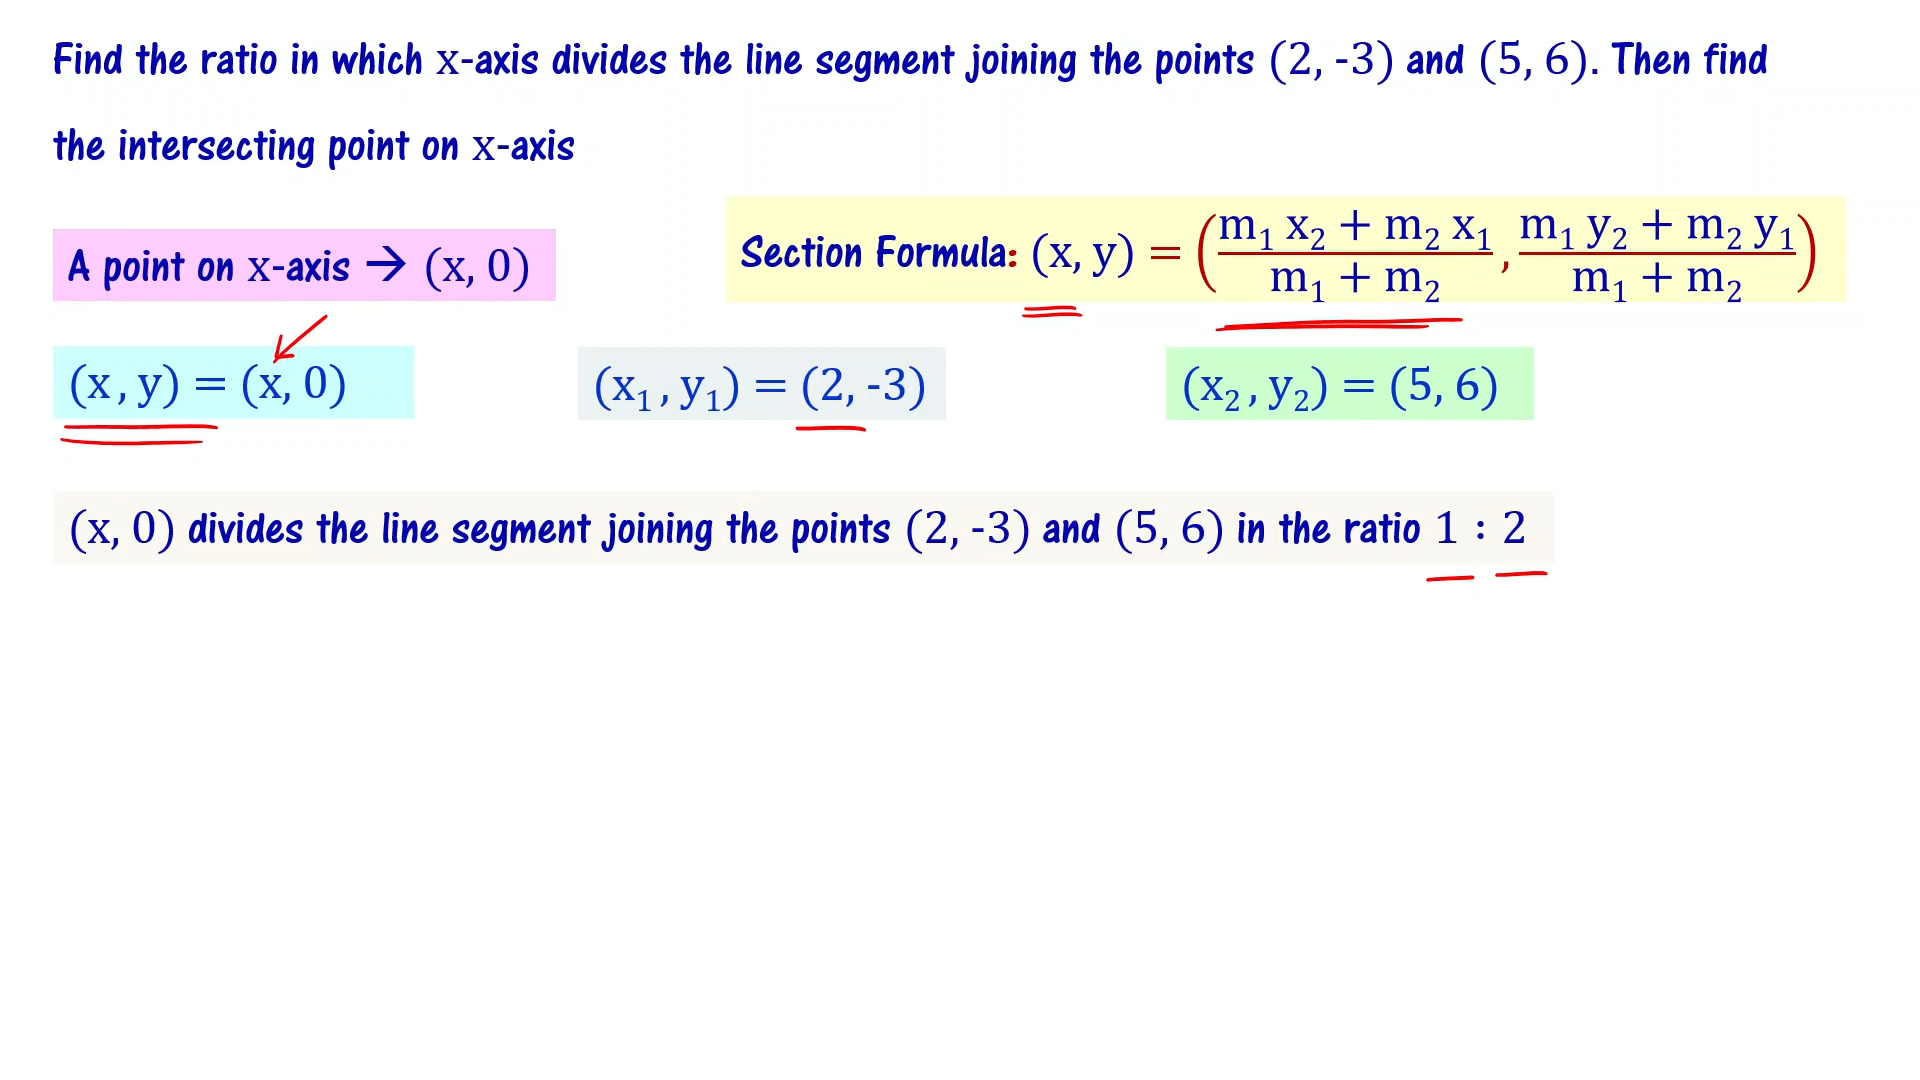 Find the ratio in which x-axis divides the line segment joining the points (2, -3) and (5, 6). Then find
the intersecting point on x-axis
A point on x-axis → (x, 0)
Section Formula: (x, y) = ( (m₁ x₂ + m₂ x₁)/(m₁ + m₂) , (m₁ y₂ + m₂ y₁)/(m₁ + m₂) )
(x , y) = (x, 0)
(x₁ , y₁) = (2, -3)
(x₂ , y₂) = (5, 6)
(x, 0) divides the line segment joining the points (2, -3) and (5, 6) in the ratio 1 : 2